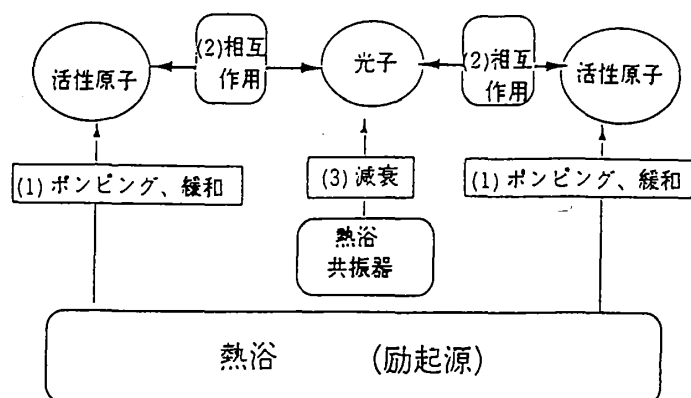 活性原子
(2)相互
作用
光子
(2)相互
作用
活性原子
(1)ポンピング、緩和
(3)減衰
(1)ポンピング、緩和
熱浴
共振器
熱浴 (励起源)